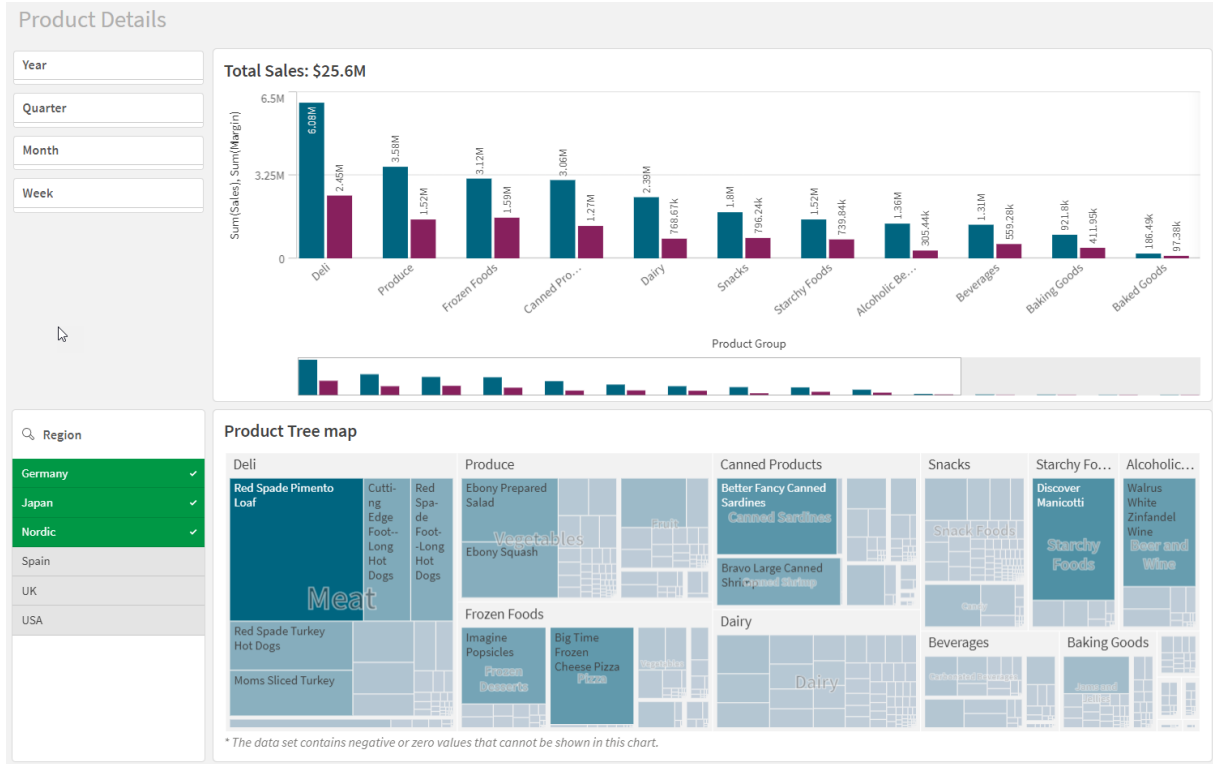 Product Details
Year
Quarter
Month
Week
Total Sales: $25.6M
Sum(Sales), Sum(Margin)
6.5M
3.25M
0
6.08M
2.45M
3.58M
1.52M
3.12M
1.59M
3.06M
1.27M
2.39M
768.67k
1.8M
796.24k
1.52M
739.84k
1.36M
305.44k
1.31M
559.28k
921.8k
411.95k
186.49k
97.38k
Deli
Produce
Frozen Foods
Canned Pro...
Dairy
Snacks
Starchy Foods
Alcoholic Be...
Beverages
Baking Goods
Baked Goods
Product Group
Region
Germany
Japan
Nordic
Spain
UK
USA
Product Tree map
Deli
Red Spade Pimento
Loaf
Cutti-
ng
Edge
Foot--
Long
Hot
Dogs
Red
Spa-
de
Foot-
-Long
Hot
Dogs
Meat
Red Spade Turkey
Hot Dogs
Moms Sliced Turkey
Produce
Ebony Prepared
Salad
Vegetables
Ebony Squash
Fruit
Frozen Foods
Imagine
Popsicles
Frozen
Desserts
Big Time
Frozen
Cheese Pizza
Pizza
Vegetables
Canned Products
Better Fancy Canned
Sardines
Canned Sardines
Bravo Large Canned
Shrimp
Canned Shrimp
Dairy
Dairy
Snacks
Snack Foods
Candy
Starchy Fo...
Discover
Manicotti
Starchy
Foods
Alcoholic...
Walrus
White
Zinfandel
Wine
Beer and
Wine
Beverages
Carbonated Beverages
Baking Goods
Jams and
* The data set contains negative or zero values that cannot be shown in this chart.